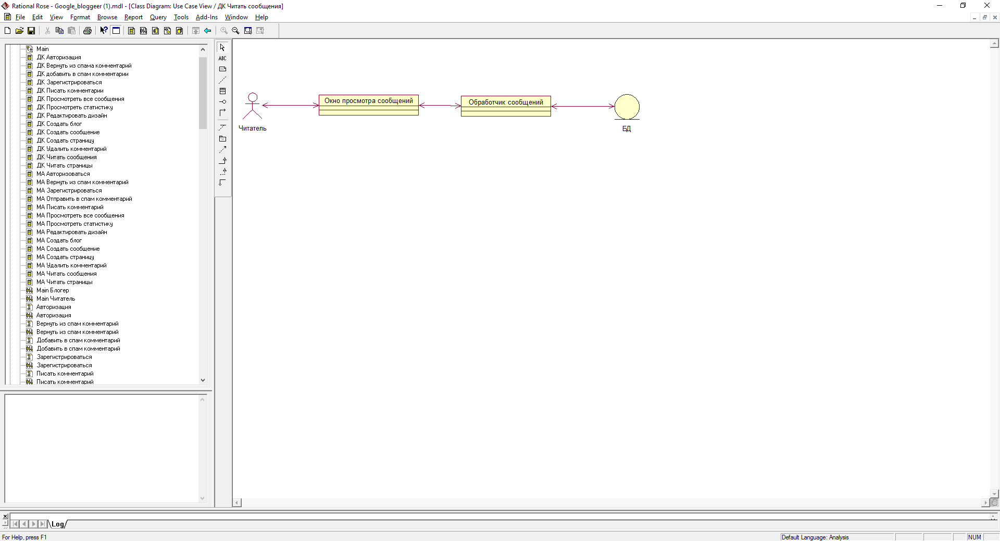 Rational Rose - Google_bloggeer (1).mdl - [Class Diagram: Use Case View / ДК Читать сообщения]
File Edit View Format Browse Report Query Tools Add-Ins Window Help
Main
ДК Авторизация
ДК Вернуть из спама комментарий
ДК добавить в спам комментарии
ДК Зарегистрироваться
ДК Писать комментарии
ДК Просмотреть все сообщения
ДК Просмотреть статистику
ДК Редактировать дизайн
ДК Создать блог
ДК Создать сообщение
ДК Создать страницу
ДК Удалить комментарий
ДК Читать сообщения
ДК Читать страницы
МА Авторизоваться
МА Вернуть из спам комментарий
МА Зарегистрироваться
МА Отправить в спам комментарий
МА Писать комментарий
МА Просмотреть все сообщения
МА Просмотреть статистику
МА Редактировать дизайн
МА Создать блог
МА Создать сообщение
МА Создать страницу
МА Удалить комментарий
МА Читать сообщения
МА Читать страницы
Main Блогер
Main Читатель
Авторизация
Авторизация
Вернуть из спам комментарий
Вернуть из спам комментарий
Добавить в спам комментарий
Добавить в спам комментарий
Зарегистрироваться
Зарегистрироваться
Писать комментарий
Писать комментарий
ABC
Читатель
Окно просмотра сообщений
Обработчик сообщений
БД
Log
For Help, press F1
Default Language: Analysis
NUM